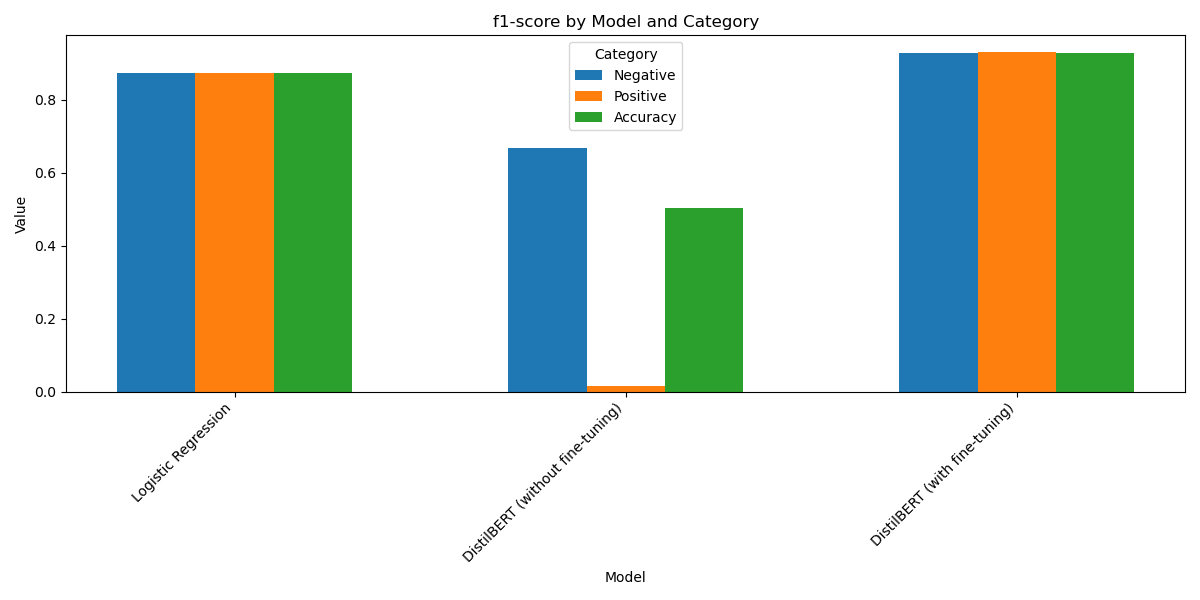 f1-score by Model and Category
Category
Negative
Positive
Accuracy
Value
0.8
0.6
0.4
0.2
0.0
Logistic Regression
DistilBERT (without fine-tuning)
DistilBERT (with fine-tuning)
Model